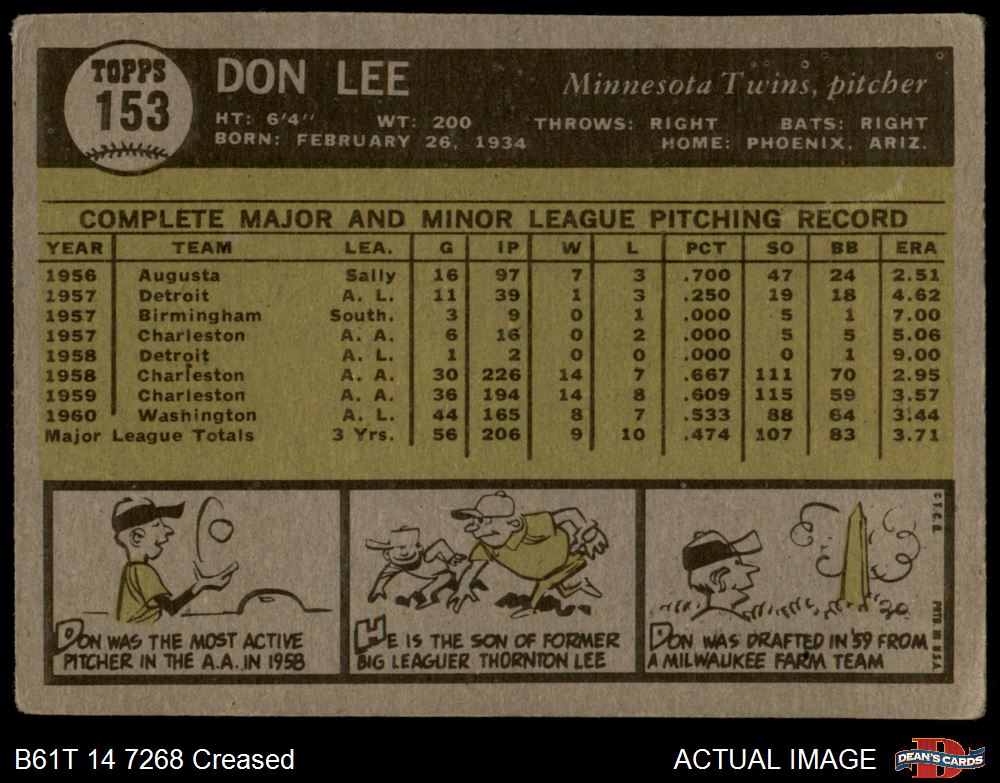 TOPPS
153
DON LEE
Minnesota Twins, pitcher
HT: 6'4" WT: 200 THROWS: RIGHT BATS: RIGHT
BORN: FEBRUARY 26, 1934 HOME: PHOENIX, ARIZ.
COMPLETE MAJOR AND MINOR LEAGUE PITCHING RECORD
YEAR TEAM LEA. G IP W L PCT SO BB ERA
1956 Augusta Sally 16 97 7 3 .700 47 24 2.51
1957 Detroit A. L. 11 39 1 3 .250 19 18 4.62
1957 Birmingham South. 3 9 0 1 .000 5 1 7.00
1957 Charleston A. A. 6 16 0 2 .000 5 5 5.06
1958 Detroit A. L. 1 2 0 0 .000 0 1 9.00
1958 Charleston A. A. 30 226 14 7 .667 111 70 2.95
1959 Charleston A. A. 36 194 14 8 .609 115 59 3.57
1960 Washington A. L. 44 165 8 7 .533 88 64 3.44
Major League Totals 3 Yrs. 56 206 9 10 .474 107 83 3.71
DON WAS THE MOST ACTIVE
PITCHER IN THE A.A. IN 1958
HE IS THE SON OF FORMER
BIG LEAGUER THORNTON LEE
DON WAS DRAFTED IN '59 FROM
A MILWAUKEE FARM TEAM
© T.C.G.
PRTD. IN U.S.A.
B61T 14 7268 Creased
ACTUAL IMAGE
D
DEAN'S CARDS